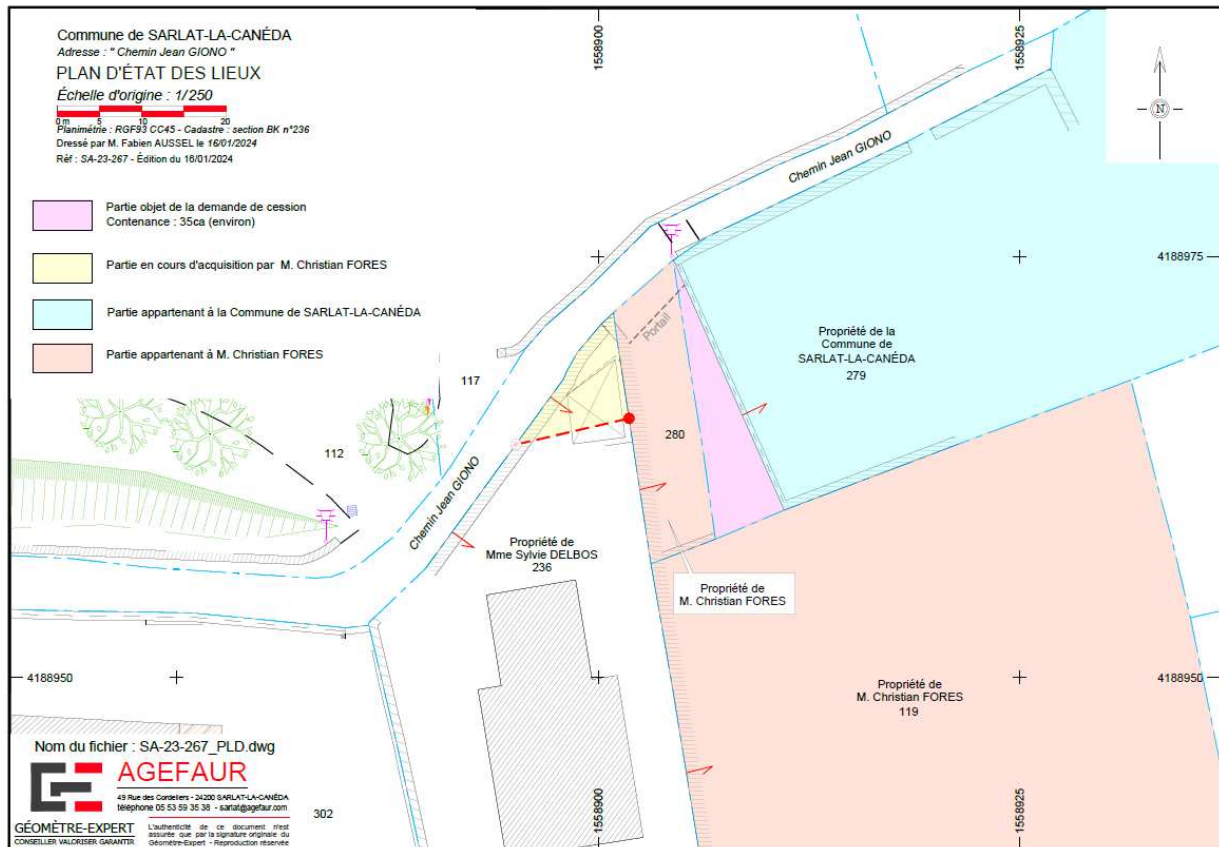 Commune de SARLAT-LA-CANÉDA
Adresse : " Chemin Jean GIONO "
PLAN D'ÉTAT DES LIEUX
Échelle d'origine : 1/250
0 m 5 10 20
Planimétrie : RGF93 CC45 - Cadastre : section BK n°236
Dressé par M. Fabien AUSSEL le 16/01/2024
Réf : SA-23-267 - Édition du 16/01/2024
Partie objet de la demande de cession
Contenance : 35ca (environ)
Partie en cours d'acquisition par M. Christian FORES
Partie appartenant à la Commune de SARLAT-LA-CANÉDA
Partie appartenant à M. Christian FORES
1558900
1558925
N
Chemin Jean GIONO
4188975
Portail
Propriété de la
Commune de
SARLAT-LA-CANÉDA
279
117
280
112
Chemin Jean GIONO
Propriété de
Mme Sylvie DELBOS
236
Propriété de
M. Christian FORES
4188950
4188950
Propriété de
M. Christian FORES
119
Nom du fichier : SA-23-267_PLD.dwg
AGEFAUR
49 Rue des Cordeliers - 24200 SARLAT-LA-CANÉDA
téléphone 05 53 59 35 38 - sarlat@agefaur.com
GÉOMÈTRE-EXPERT
CONSEILLER VALORISER GARANTIR
L'authenticité de ce document n'est
assurée que par la signature originale du
Géomètre-Expert - Reproduction réservée
302
1558900
1558925